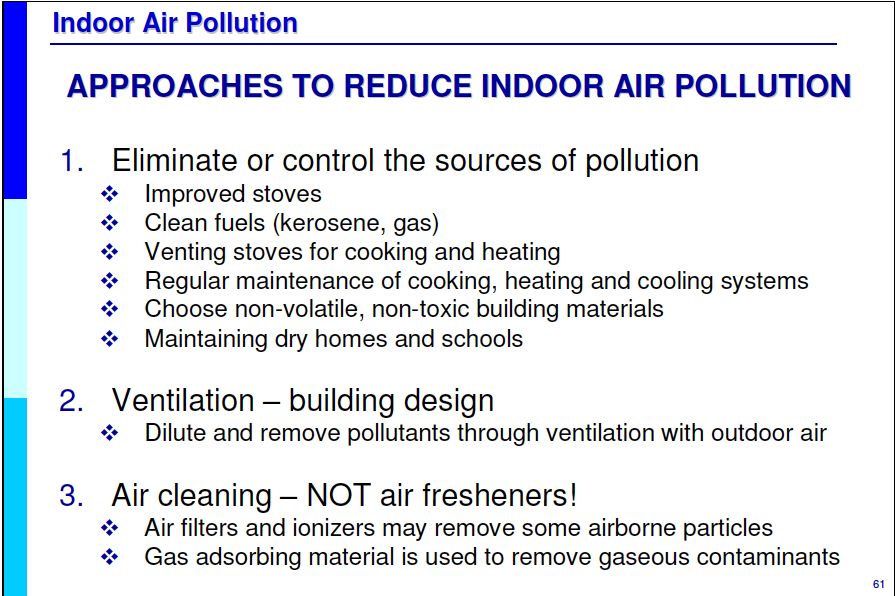 Indoor Air Pollution
APPROACHES TO REDUCE INDOOR AIR POLLUTION
1. Eliminate or control the sources of pollution
❖ Improved stoves
❖ Clean fuels (kerosene, gas)
❖ Venting stoves for cooking and heating
❖ Regular maintenance of cooking, heating and cooling systems
❖ Choose non-volatile, non-toxic building materials
❖ Maintaining dry homes and schools
2. Ventilation – building design
❖ Dilute and remove pollutants through ventilation with outdoor air
3. Air cleaning – NOT air fresheners!
❖ Air filters and ionizers may remove some airborne particles
❖ Gas adsorbing material is used to remove gaseous contaminants
61